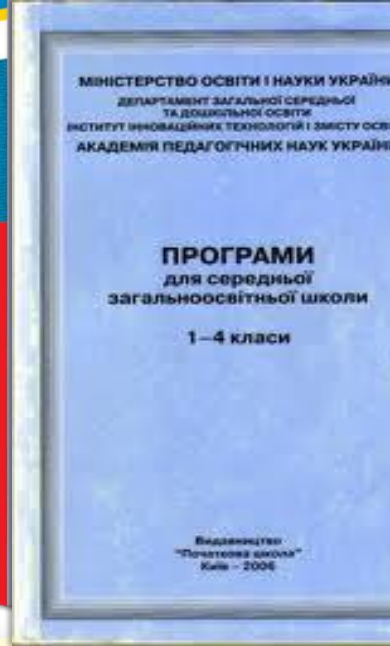 МІНІСТЕРСТВО ОСВІТИ І НАУКИ УКРАЇНИ
ДЕПАРТАМЕНТ ЗАГАЛЬНОЇ СЕРЕДНЬОЇ
ТА ДОШКІЛЬНОЇ ОСВІТИ
ІНСТИТУТ ІННОВАЦІЙНИХ ТЕХНОЛОГІЙ І ЗМІСТУ ОСВ
АКАДЕМІЯ ПЕДАГОГІЧНИХ НАУК УКРАЇНИ
ПРОГРАМИ
для середньої
загальноосвітньої школи
1–4 класи
Видавництво
"Початкова школа"
Київ – 2006